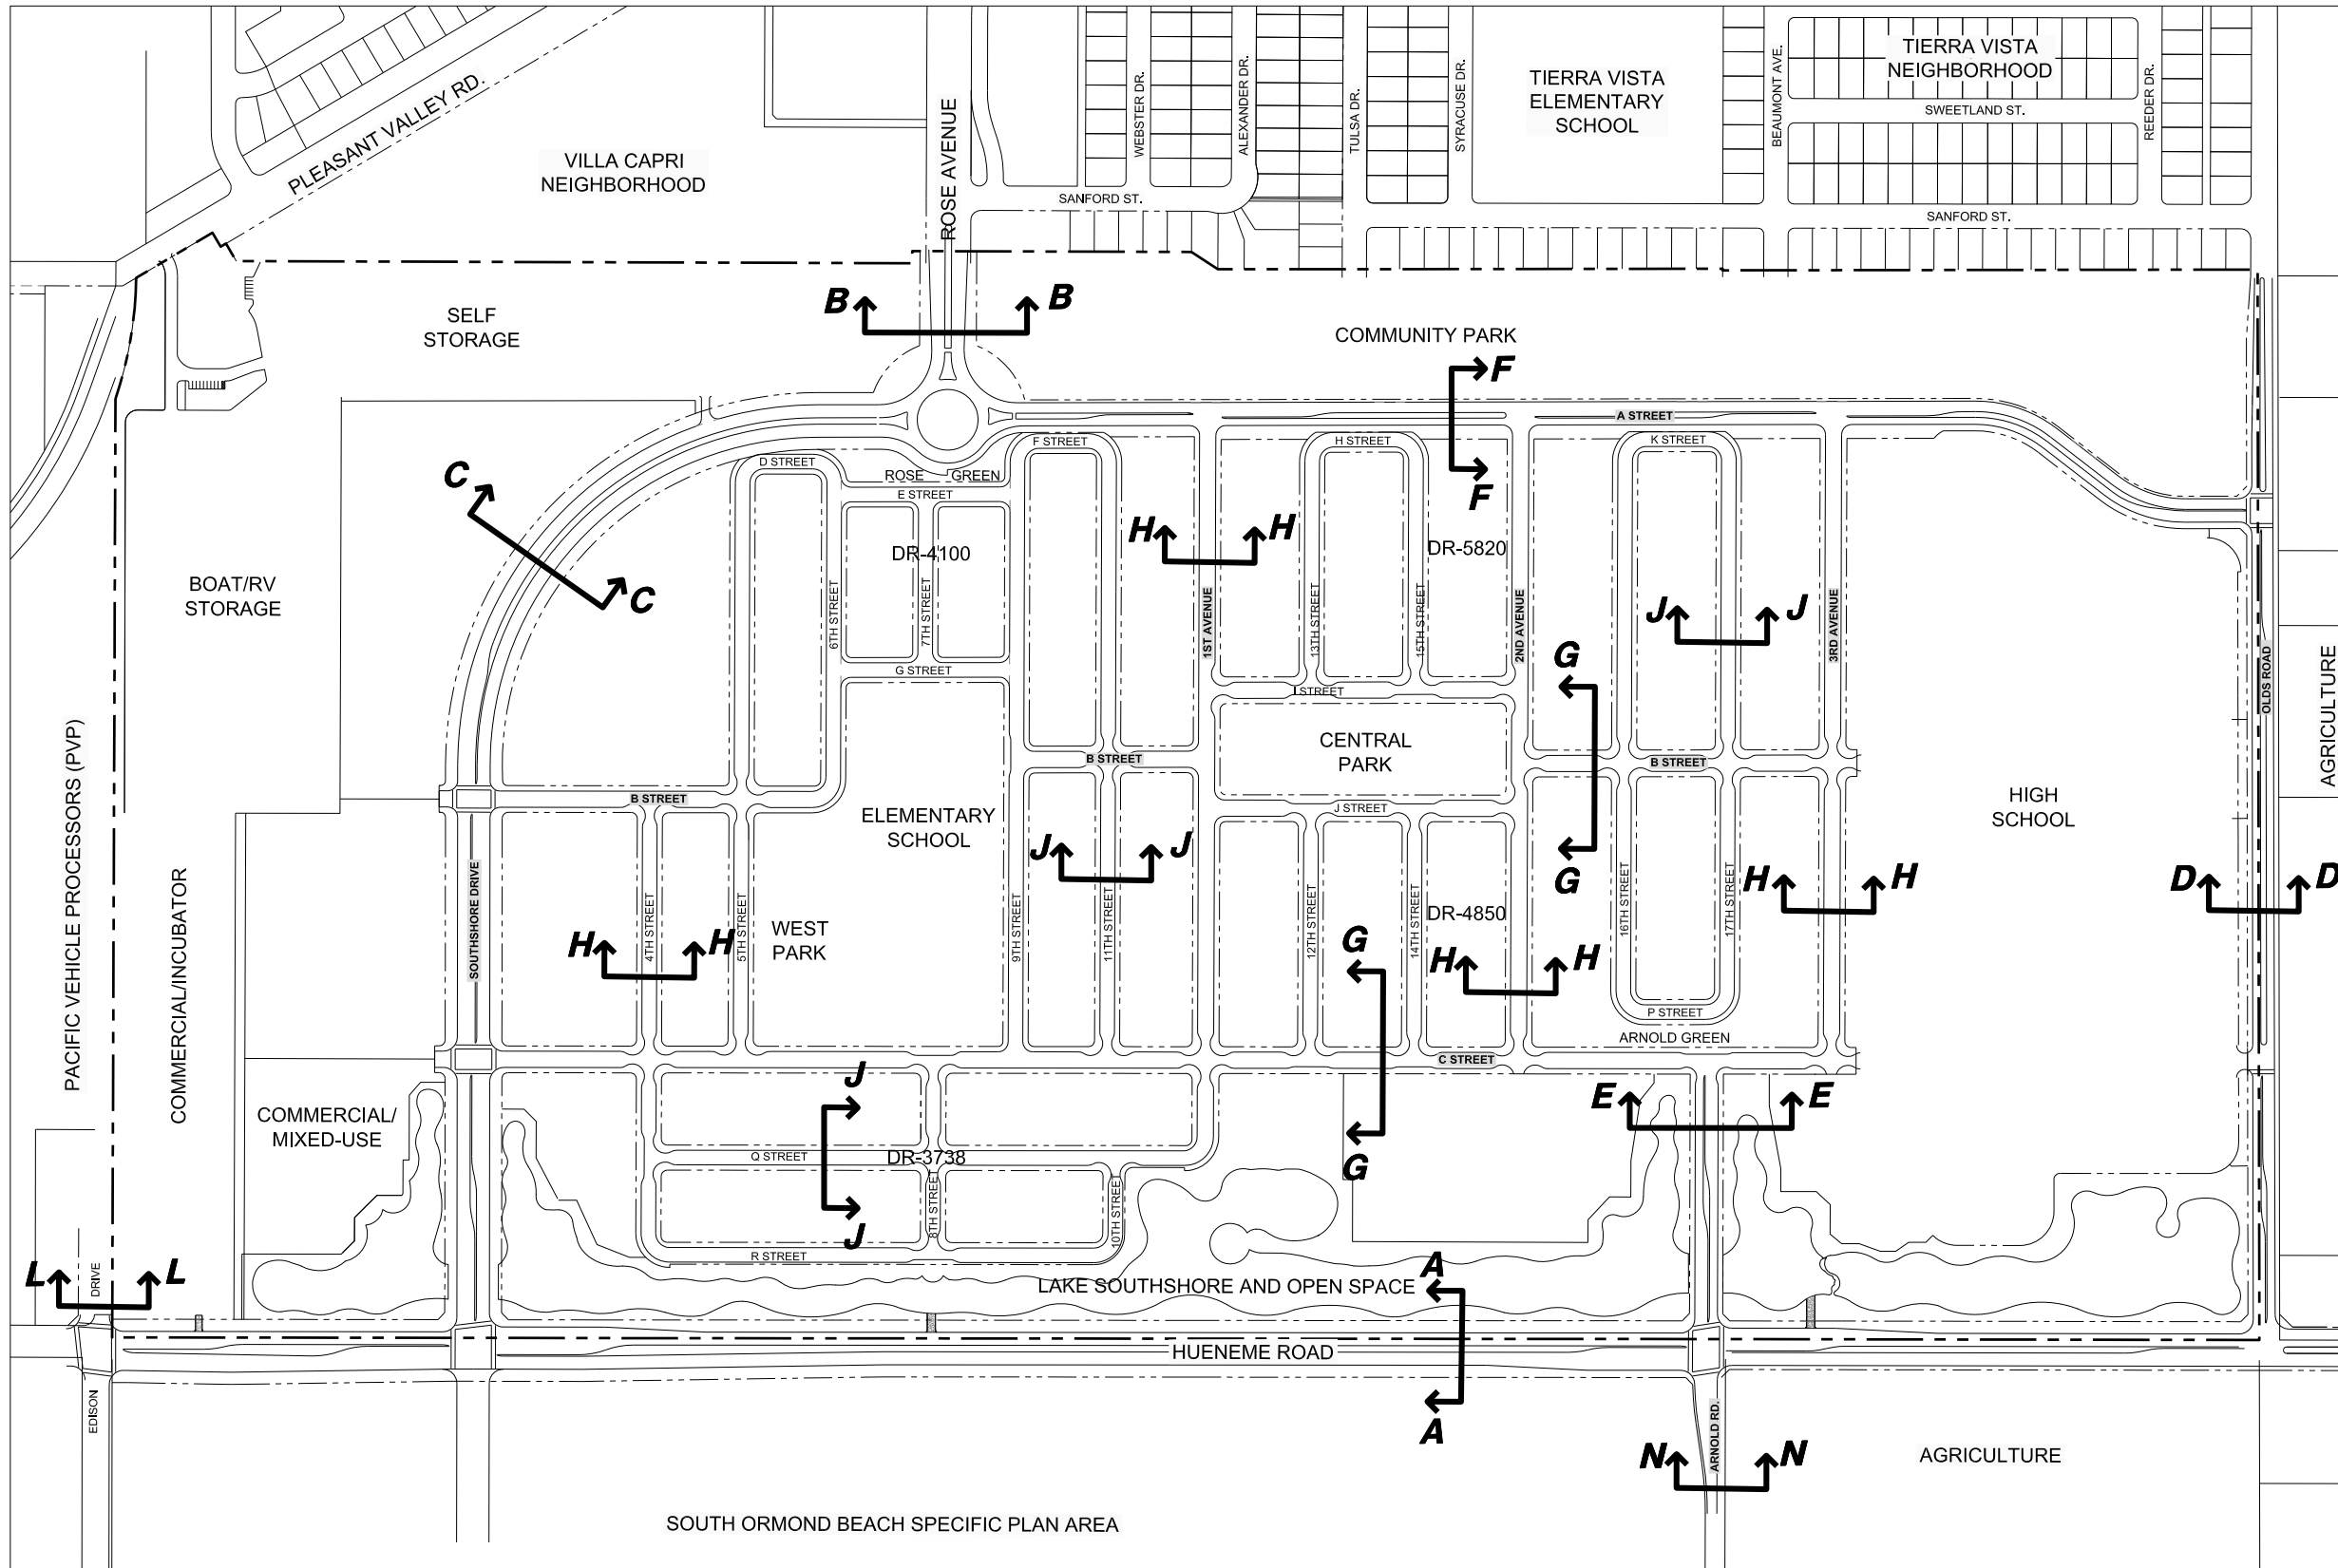 PLEASANT VALLEY RD.
VILLA CAPRI
NEIGHBORHOOD
ROSE AVENUE
WEBSTER DR.
ALEXANDER DR.
TULSA DR.
SYRACUSE DR.
TIERRA VISTA
ELEMENTARY
SCHOOL
BEAUMONT AVE.
TIERRA VISTA
NEIGHBORHOOD
SWEETLAND ST.
REEDER DR.
SANFORD ST.
SANFORD ST.
SELF
STORAGE
B
B
COMMUNITY PARK
F
F
A STREET
F STREET
H STREET
K STREET
D STREET
ROSE GREEN
E STREET
C
C
H
H
DR-4100
DR-5820
BOAT/RV
STORAGE
6TH STREET
7TH STREET
1ST AVENUE
13TH STREET
15TH STREET
2ND AVENUE
J
J
3RD AVENUE
G
G
G STREET
I STREET
OLDS ROAD
AGRICULTURE
CENTRAL
PARK
B STREET
B STREET
B STREET
J STREET
HIGH
SCHOOL
ELEMENTARY
SCHOOL
J
J
PACIFIC VEHICLE PROCESSORS (PVP)
COMMERCIAL/INCUBATOR
SOUTHSHORE DRIVE
4TH STREET
5TH STREET
WEST
PARK
H
H
9TH STREET
11TH STREET
12TH STREET
14TH STREET
DR-4850
16TH STREET
17TH STREET
H
H
D
D
G
G
H
H
P STREET
ARNOLD GREEN
C STREET
COMMERCIAL/
MIXED-USE
J
J
E
E
Q STREET
DR-3738
8TH STREET
10TH STREET
R STREET
L
L
DRIVE
LAKE SOUTHSHORE AND OPEN SPACE
A
A
HUENEME ROAD
EDISON
ARNOLD RD.
N
N
AGRICULTURE
SOUTH ORMOND BEACH SPECIFIC PLAN AREA